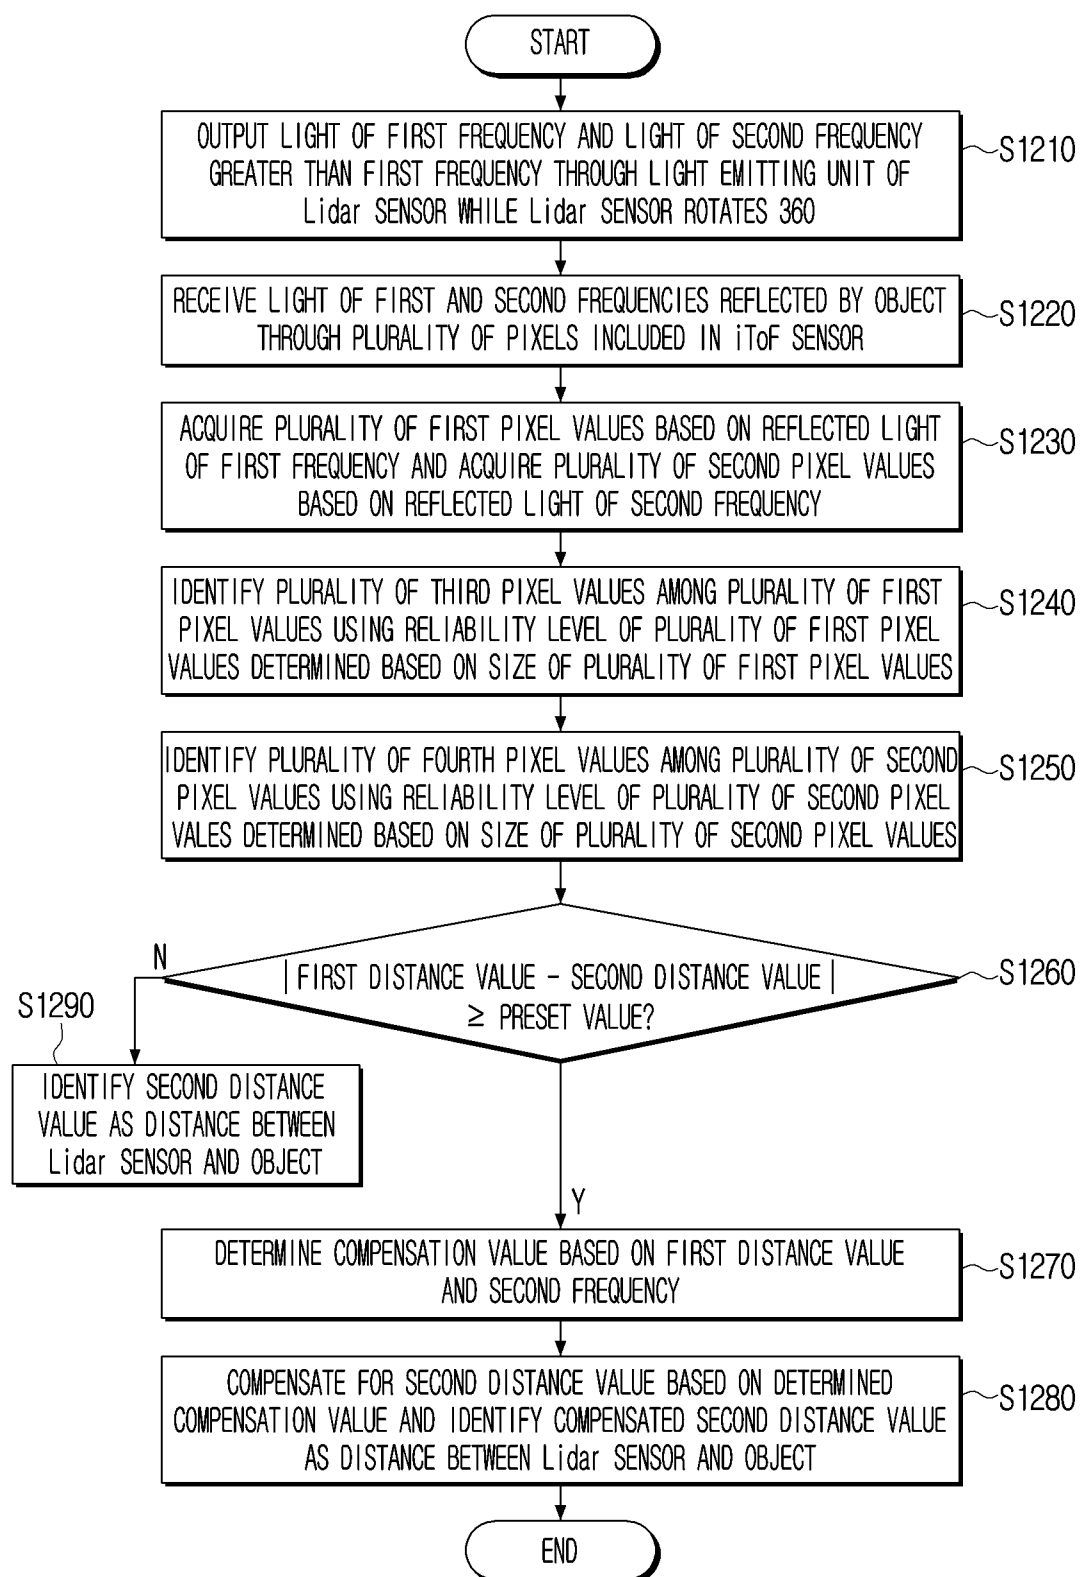 START
OUTPUT LIGHT OF FIRST FREQUENCY AND LIGHT OF SECOND FREQUENCY
GREATER THAN FIRST FREQUENCY THROUGH LIGHT EMITTING UNIT OF
Lidar SENSOR WHILE Lidar SENSOR ROTATES 360
S1210
RECEIVE LIGHT OF FIRST AND SECOND FREQUENCIES REFLECTED BY OBJECT
THROUGH PLURALITY OF PIXELS INCLUDED IN iToF SENSOR
S1220
ACQUIRE PLURALITY OF FIRST PIXEL VALUES BASED ON REFLECTED LIGHT
OF FIRST FREQUENCY AND ACQUIRE PLURALITY OF SECOND PIXEL VALUES
BASED ON REFLECTED LIGHT OF SECOND FREQUENCY
S1230
IDENTIFY PLURALITY OF THIRD PIXEL VALUES AMONG PLURALITY OF FIRST
PIXEL VALUES USING RELIABILITY LEVEL OF PLURALITY OF FIRST PIXEL
VALUES DETERMINED BASED ON SIZE OF PLURALITY OF FIRST PIXEL VALUES
S1240
IDENTIFY PLURALITY OF FOURTH PIXEL VALUES AMONG PLURALITY OF SECOND
PIXEL VALUES USING RELIABILITY LEVEL OF PLURALITY OF SECOND PIXEL
VALES DETERMINED BASED ON SIZE OF PLURALITY OF SECOND PIXEL VALUES
S1250
|FIRST DISTANCE VALUE - SECOND DISTANCE VALUE|
≥ PRESET VALUE?
S1260
N
S1290
IDENTIFY SECOND DISTANCE
VALUE AS DISTANCE BETWEEN
Lidar SENSOR AND OBJECT
Y
DETERMINE COMPENSATION VALUE BASED ON FIRST DISTANCE VALUE
AND SECOND FREQUENCY
S1270
COMPENSATE FOR SECOND DISTANCE VALUE BASED ON DETERMINED
COMPENSATION VALUE AND IDENTIFY COMPENSATED SECOND DISTANCE VALUE
AS DISTANCE BETWEEN Lidar SENSOR AND OBJECT
S1280
END